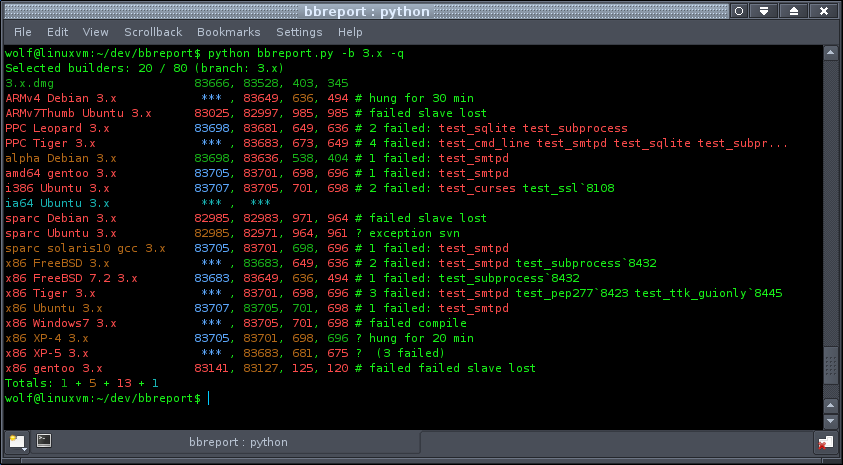 bbreport : python
File Edit View Scrollback Bookmarks Settings Help
wolf@linuxvm:~/dev/bbreport$ python bbreport.py -b 3.x -q
Selected builders: 20 / 80 (branch: 3.x)
3.x.dmg 83666, 83528, 403, 345
ARMv4 Debian 3.x *** , 83649, 636, 494 # hung for 30 min
ARMv7Thumb Ubuntu 3.x 83025, 82997, 985, 985 # failed slave lost
PPC Leopard 3.x 83698, 83681, 649, 636 # 2 failed: test_sqlite test_subprocess
PPC Tiger 3.x *** , 83683, 673, 649 # 4 failed: test_cmd_line test_smtpd test_sqlite test_subpr...
alpha Debian 3.x 83698, 83636, 538, 404 # 1 failed: test_smtpd
amd64 gentoo 3.x 83705, 83701, 698, 696 # 1 failed: test_smtpd
i386 Ubuntu 3.x 83707, 83705, 701, 698 # 2 failed: test_curses test_ssl`8108
ia64 Ubuntu 3.x *** , ***
sparc Debian 3.x 82985, 82983, 971, 964 # failed slave lost
sparc Ubuntu 3.x 82985, 82971, 964, 961 ? exception svn
sparc solaris10 gcc 3.x 83705, 83701, 698, 696 # 1 failed: test_smtpd
x86 FreeBSD 3.x *** , 83683, 649, 636 # 2 failed: test_smtpd test_subprocess`8432
x86 FreeBSD 7.2 3.x 83683, 83649, 636, 494 # 1 failed: test_subprocess`8432
x86 Tiger 3.x *** , 83701, 698, 696 # 3 failed: test_smtpd test_pep277`8423 test_ttk_guionly`8445
x86 Ubuntu 3.x 83707, 83705, 701, 698 # 1 failed: test_smtpd
x86 Windows7 3.x *** , 83705, 701, 698 # failed compile
x86 XP-4 3.x 83705, 83701, 698, 696 ? hung for 20 min
x86 XP-5 3.x *** , 83683, 681, 675 ? (3 failed)
x86 gentoo 3.x 83141, 83127, 125, 120 # failed failed slave lost
Totals: 1 + 5 + 13 + 1
wolf@linuxvm:~/dev/bbreport$
bbreport : python